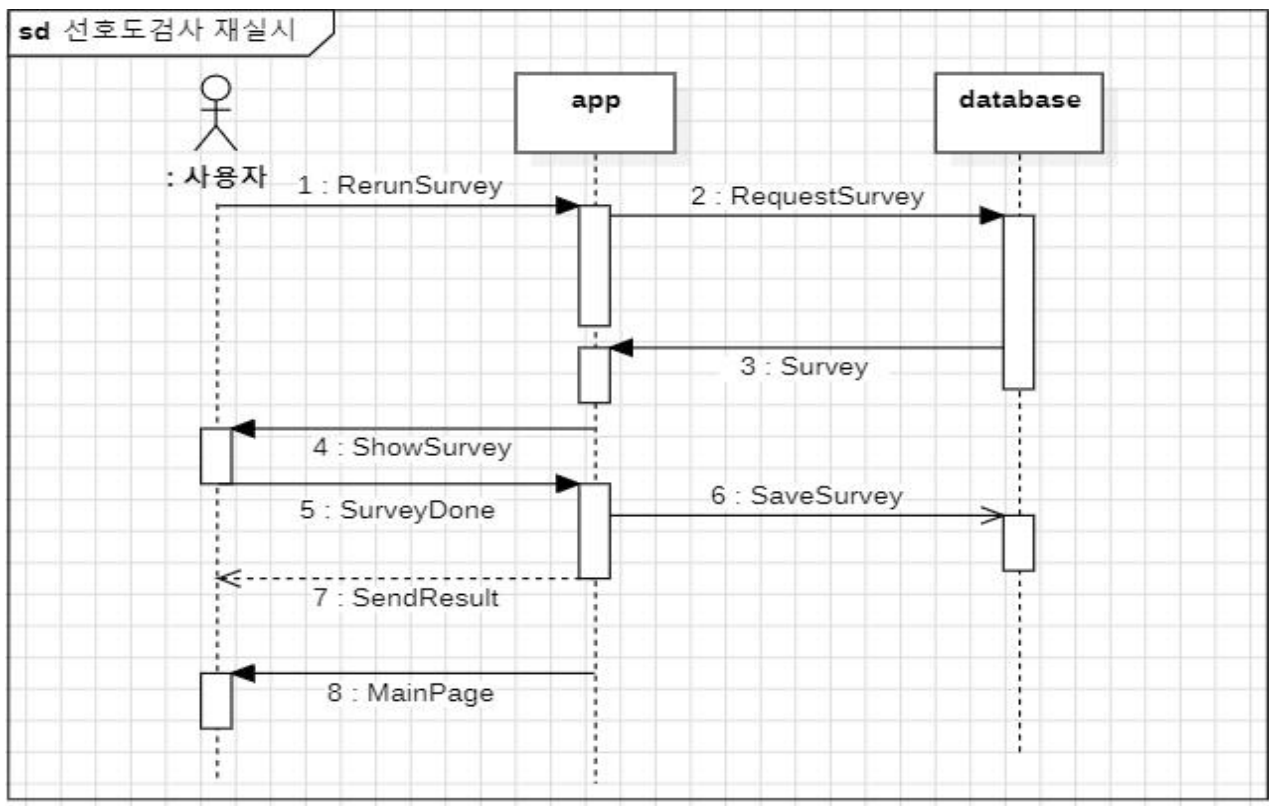 sd 선호도검사 재실시
app
database
: 사용자
1 : RerunSurvey
2 : RequestSurvey
3 : Survey
4 : ShowSurvey
5 : SurveyDone
6 : SaveSurvey
7 : SendResult
8 : MainPage